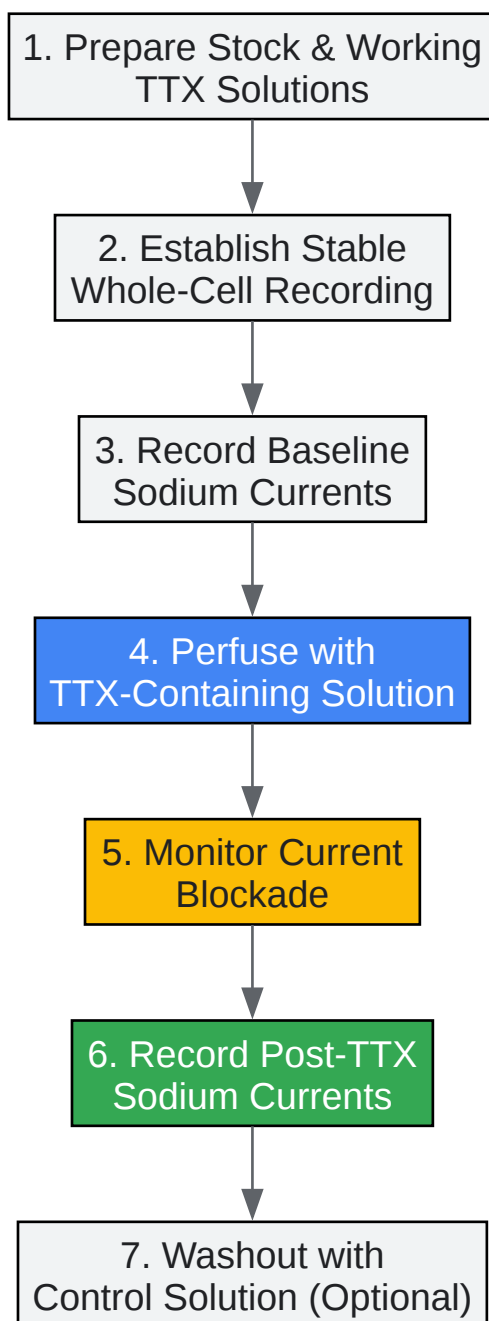 1. Prepare Stock & Working
TTX Solutions
2. Establish Stable
Whole-Cell Recording
3. Record Baseline
Sodium Currents
4. Perfuse with
TTX-Containing Solution
5. Monitor Current
Blockade
6. Record Post-TTX
Sodium Currents
7. Washout with
Control Solution (Optional)